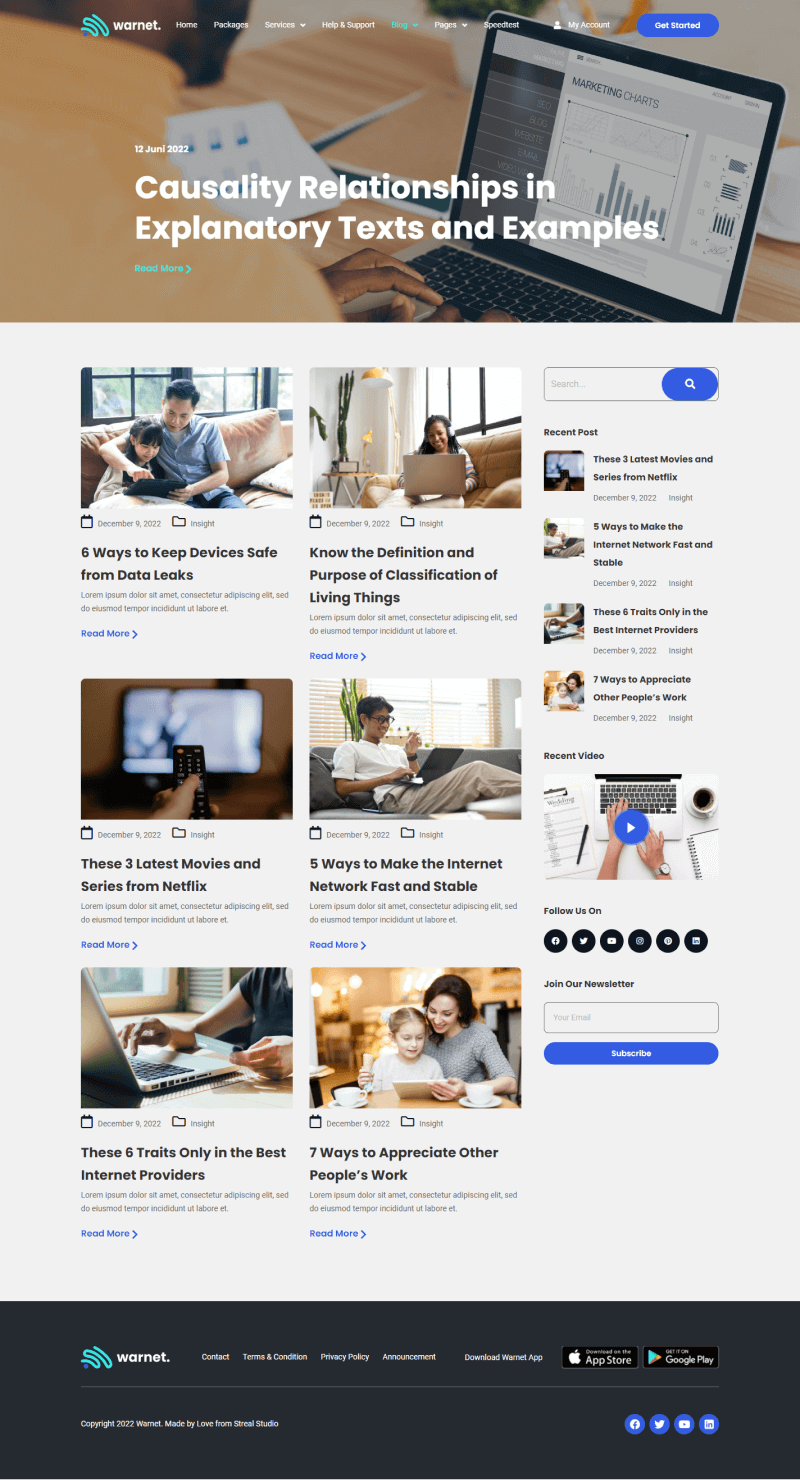 warnet.
Home
Packages
Services
Help & Support
Blog
Pages
Speedtest
My Account
Get Started
MARKETING CHARTS
SEO
BLOG
WEBSITE
EMAIL
VIDEO
12 Juni 2022
Causality Relationships in
Explanatory Texts and Examples
Read More
December 9, 2022 Insight
6 Ways to Keep Devices Safe
from Data Leaks
Lorem ipsum dolor sit amet, consectetur adipiscing elit, sed
do eiusmod tempor incididunt ut labore et.
Read More
December 9, 2022 Insight
Know the Definition and
Purpose of Classification of
Living Things
Lorem ipsum dolor sit amet, consectetur adipiscing elit, sed
do eiusmod tempor incididunt ut labore et.
Read More
December 9, 2022 Insight
These 3 Latest Movies and
Series from Netflix
Lorem ipsum dolor sit amet, consectetur adipiscing elit, sed
do eiusmod tempor incididunt ut labore et.
Read More
December 9, 2022 Insight
5 Ways to Make the Internet
Network Fast and Stable
Lorem ipsum dolor sit amet, consectetur adipiscing elit, sed
do eiusmod tempor incididunt ut labore et.
Read More
December 9, 2022 Insight
These 6 Traits Only in the Best
Internet Providers
Lorem ipsum dolor sit amet, consectetur adipiscing elit, sed
do eiusmod tempor incididunt ut labore et.
Read More
December 9, 2022 Insight
7 Ways to Appreciate Other
People’s Work
Lorem ipsum dolor sit amet, consectetur adipiscing elit, sed
do eiusmod tempor incididunt ut labore et.
Read More
Search...
Recent Post
These 3 Latest Movies and
Series from Netflix
December 9, 2022 Insight
5 Ways to Make the
Internet Network Fast and
Stable
December 9, 2022 Insight
These 6 Traits Only in the
Best Internet Providers
December 9, 2022 Insight
7 Ways to Appreciate
Other People’s Work
December 9, 2022 Insight
Recent Video
Wedding
Follow Us On
Join Our Newsletter
Your Email
Subscribe
warnet.
Contact
Terms & Condition
Privacy Policy
Announcement
Download Warnet App
Download on the
App Store
GET IT ON
Google Play
Copyright 2022 Warnet. Made by Love from Streal Studio